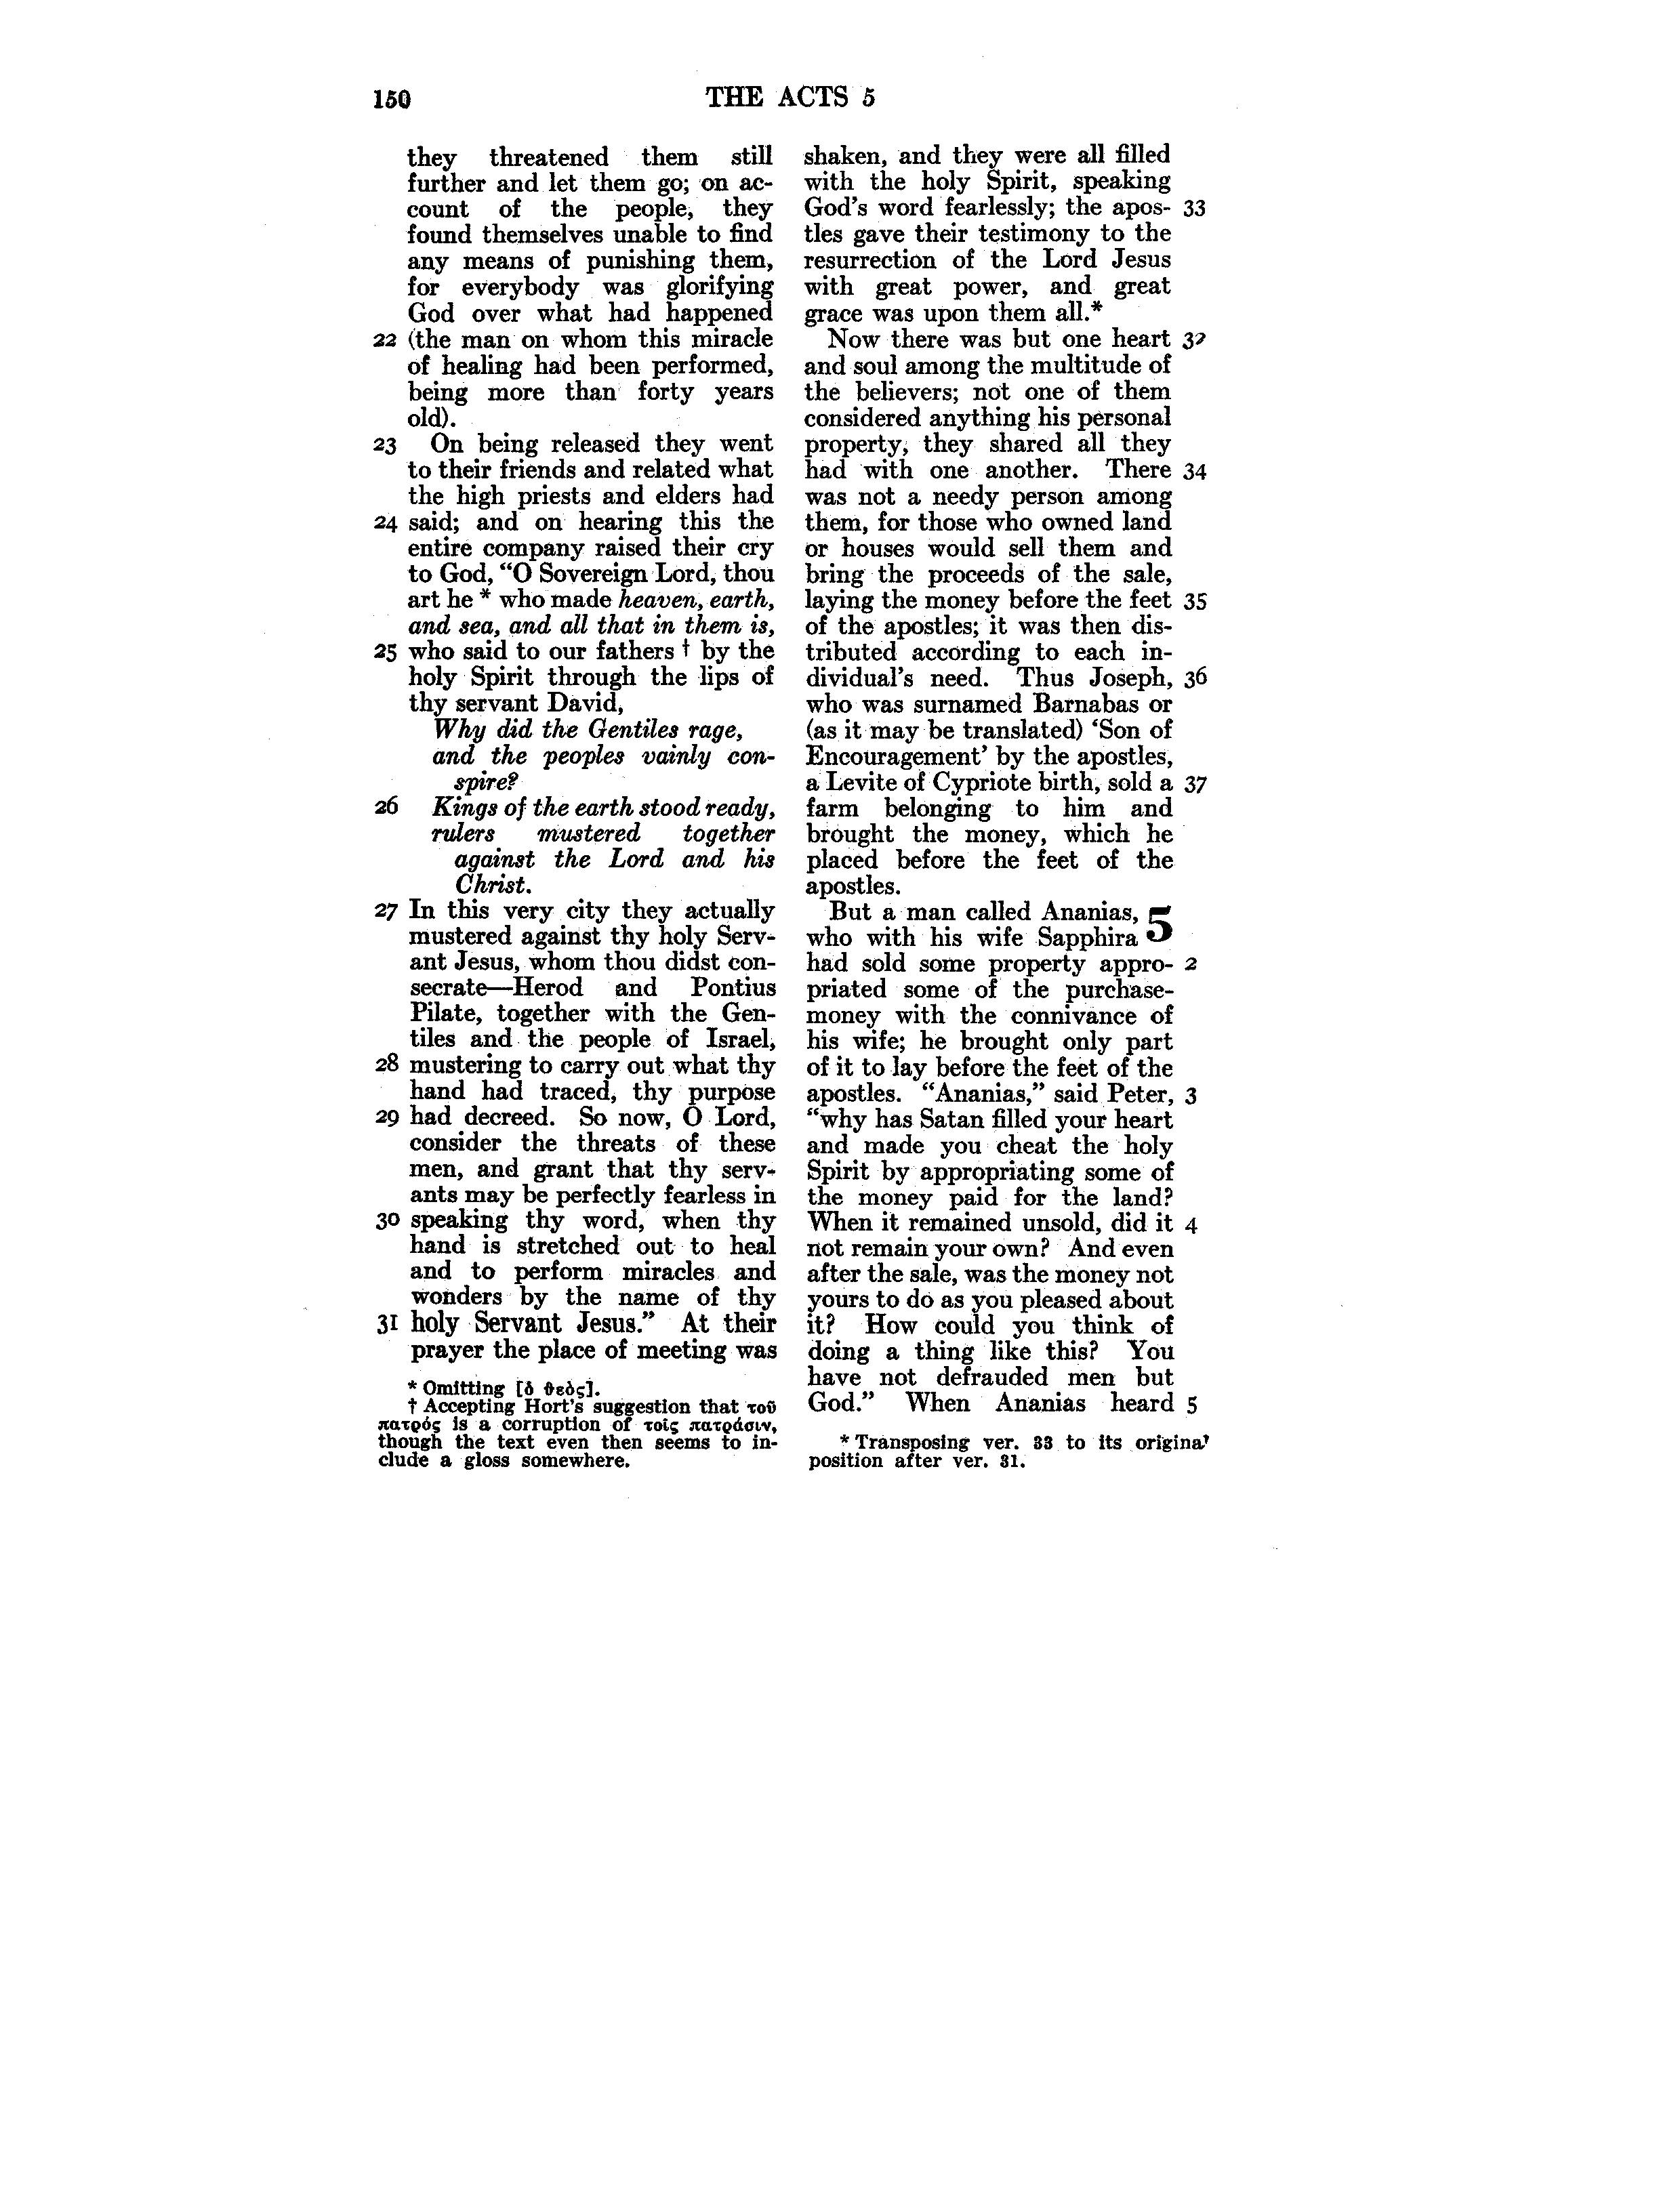 150 THE ACTS 5
they threatened them still
further and let them go; on ac-
count of the people, they
found themselves unable to find
any means of punishing them,
for everybody was glorifying
God over what had happened
22 (the man on whom this miracle
of healing had been performed,
being more than forty years
old).
23 On being released they went
to their friends and related what
the high priests and elders had
24 said; and on hearing this the
entire company raised their cry
to God, “O Sovereign Lord, thou
art he * who made heaven, earth,
and sea, and all that in them is,
25 who said to our fathers † by the
holy Spirit through the lips of
thy servant David,
Why did the Gentiles rage,
and the peoples vainly con-
spire?
26 Kings of the earth stood ready,
rulers mustered together
against the Lord and his
Christ.
27 In this very city they actually
mustered against thy holy Serv-
ant Jesus, whom thou didst con-
secrate—Herod and Pontius
Pilate, together with the Gen-
tiles and the people of Israel,
28 mustering to carry out what thy
hand had traced, thy purpose
29 had decreed. So now, O Lord,
consider the threats of these
men, and grant that thy serv-
ants may be perfectly fearless in
30 speaking thy word, when thy
hand is stretched out to heal
and to perform miracles and
wonders by the name of thy
31 holy Servant Jesus.” At their
prayer the place of meeting was
* Omitting [ὁ θεὸς].
† Accepting Hort's suggestion that τοῦ
πατρός is a corruption of τοῖς πατράσιν,
though the text even then seems to in-
clude a gloss somewhere.
shaken, and they were all filled
with the holy Spirit, speaking
God's word fearlessly; the apos- 33
tles gave their testimony to the
resurrection of the Lord Jesus
with great power, and great
grace was upon them all.*
Now there was but one heart 32
and soul among the multitude of
the believers; not one of them
considered anything his personal
property, they shared all they
had with one another. There 34
was not a needy person among
them, for those who owned land
or houses would sell them and
bring the proceeds of the sale,
laying the money before the feet 35
of the apostles; it was then dis-
tributed according to each in-
dividual's need. Thus Joseph, 36
who was surnamed Barnabas or
(as it may be translated) ‘Son of
Encouragement’ by the apostles,
a Levite of Cypriote birth, sold a 37
farm belonging to him and
brought the money, which he
placed before the feet of the
apostles.
But a man called Ananias, 5
who with his wife Sapphira
had sold some property appro- 2
priated some of the purchase-
money with the connivance of
his wife; he brought only part
of it to lay before the feet of the
apostles. “Ananias,” said Peter, 3
“why has Satan filled your heart
and made you cheat the holy
Spirit by appropriating some of
the money paid for the land?
When it remained unsold, did it 4
not remain your own? And even
after the sale, was the money not
yours to do as you pleased about
it? How could you think of
doing a thing like this? You
have not defrauded men but
God.” When Ananias heard 5
* Transposing ver. 33 to its original
position after ver. 31.